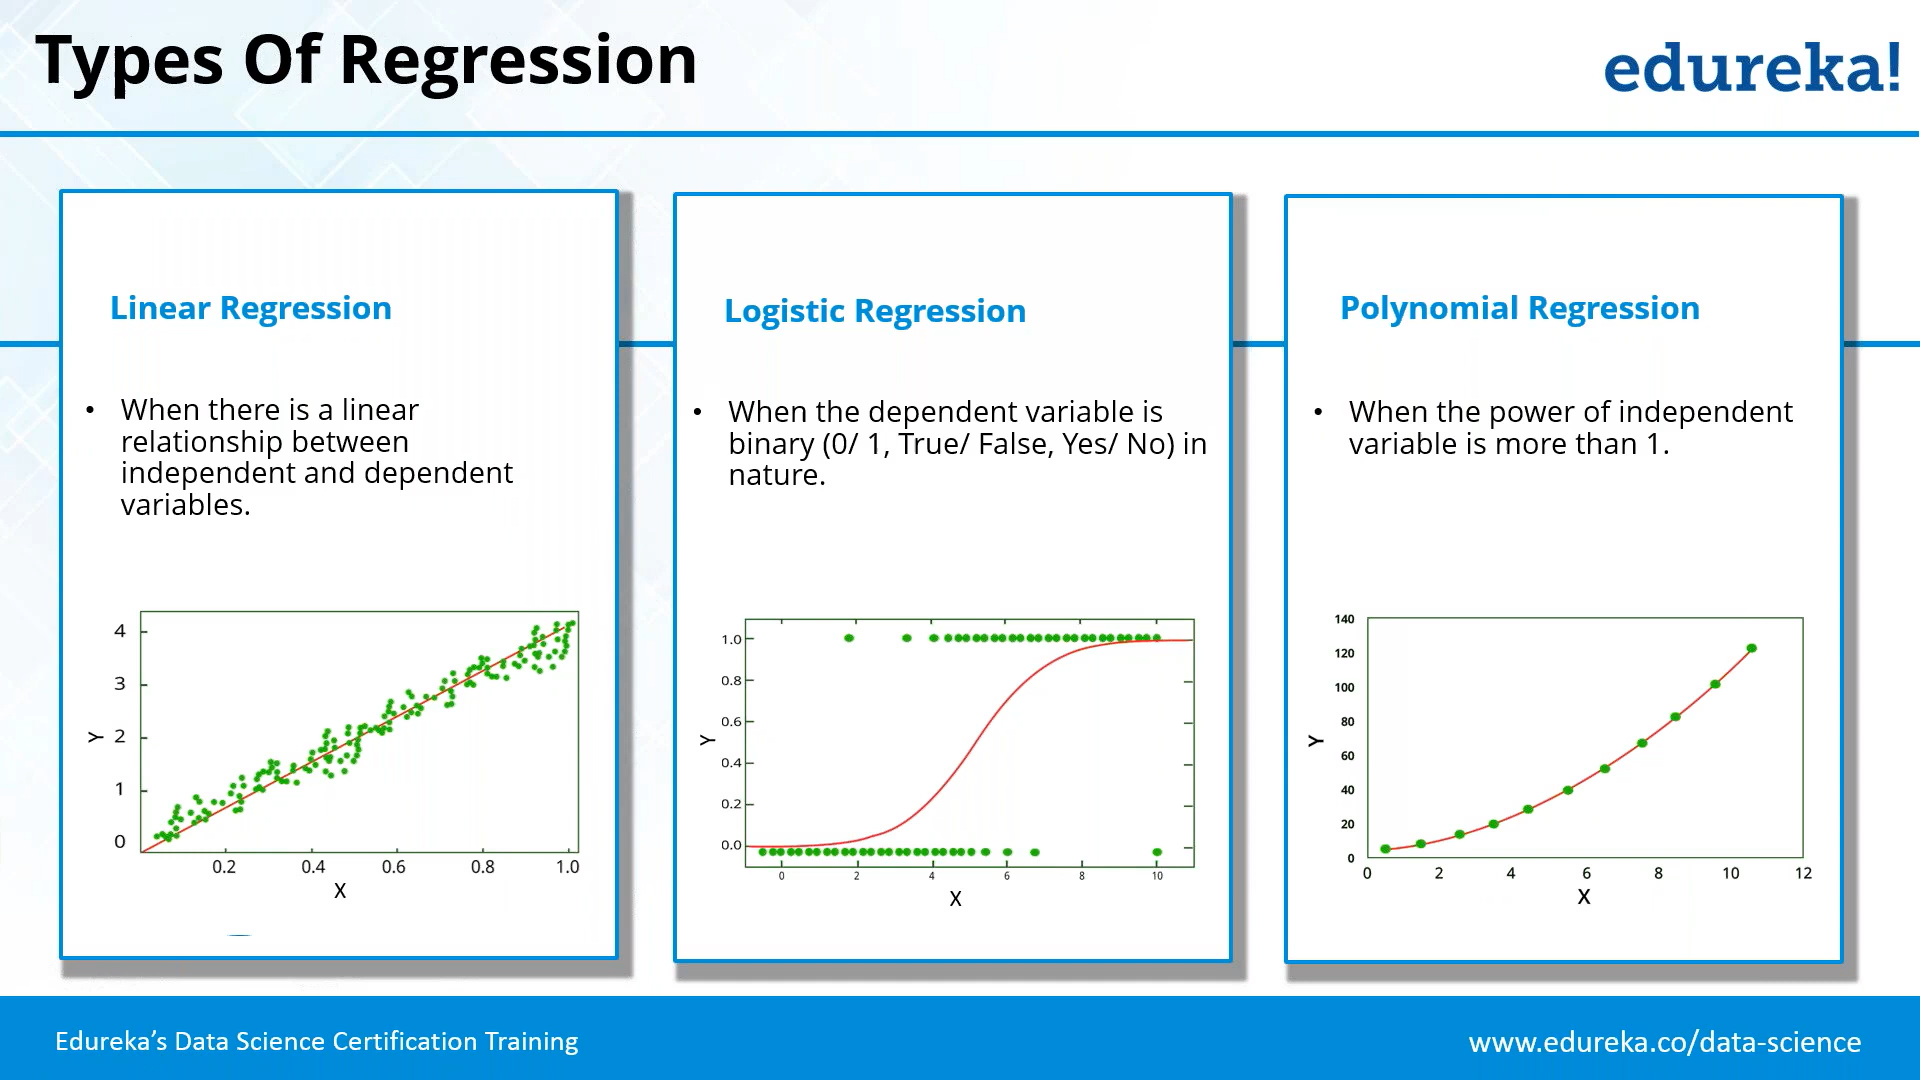 Types Of Regression
edureka!
Linear Regression
• When there is a linear
relationship between
independent and dependent
variables.
4
3
2
1
0
Y
0.2 0.4 0.6 0.8 1.0
X
Logistic Regression
• When the dependent variable is
binary (0/ 1, True/ False, Yes/ No) in
nature.
1.0
0.8
0.6
0.4
0.2
0.0
Y
0 2 4 6 8 10
X
Polynomial Regression
• When the power of independent
variable is more than 1.
140
120
100
80
60
40
20
0
Y
0 2 4 6 8 10 12
X
Edureka’s Data Science Certification Training
www.edureka.co/data-science